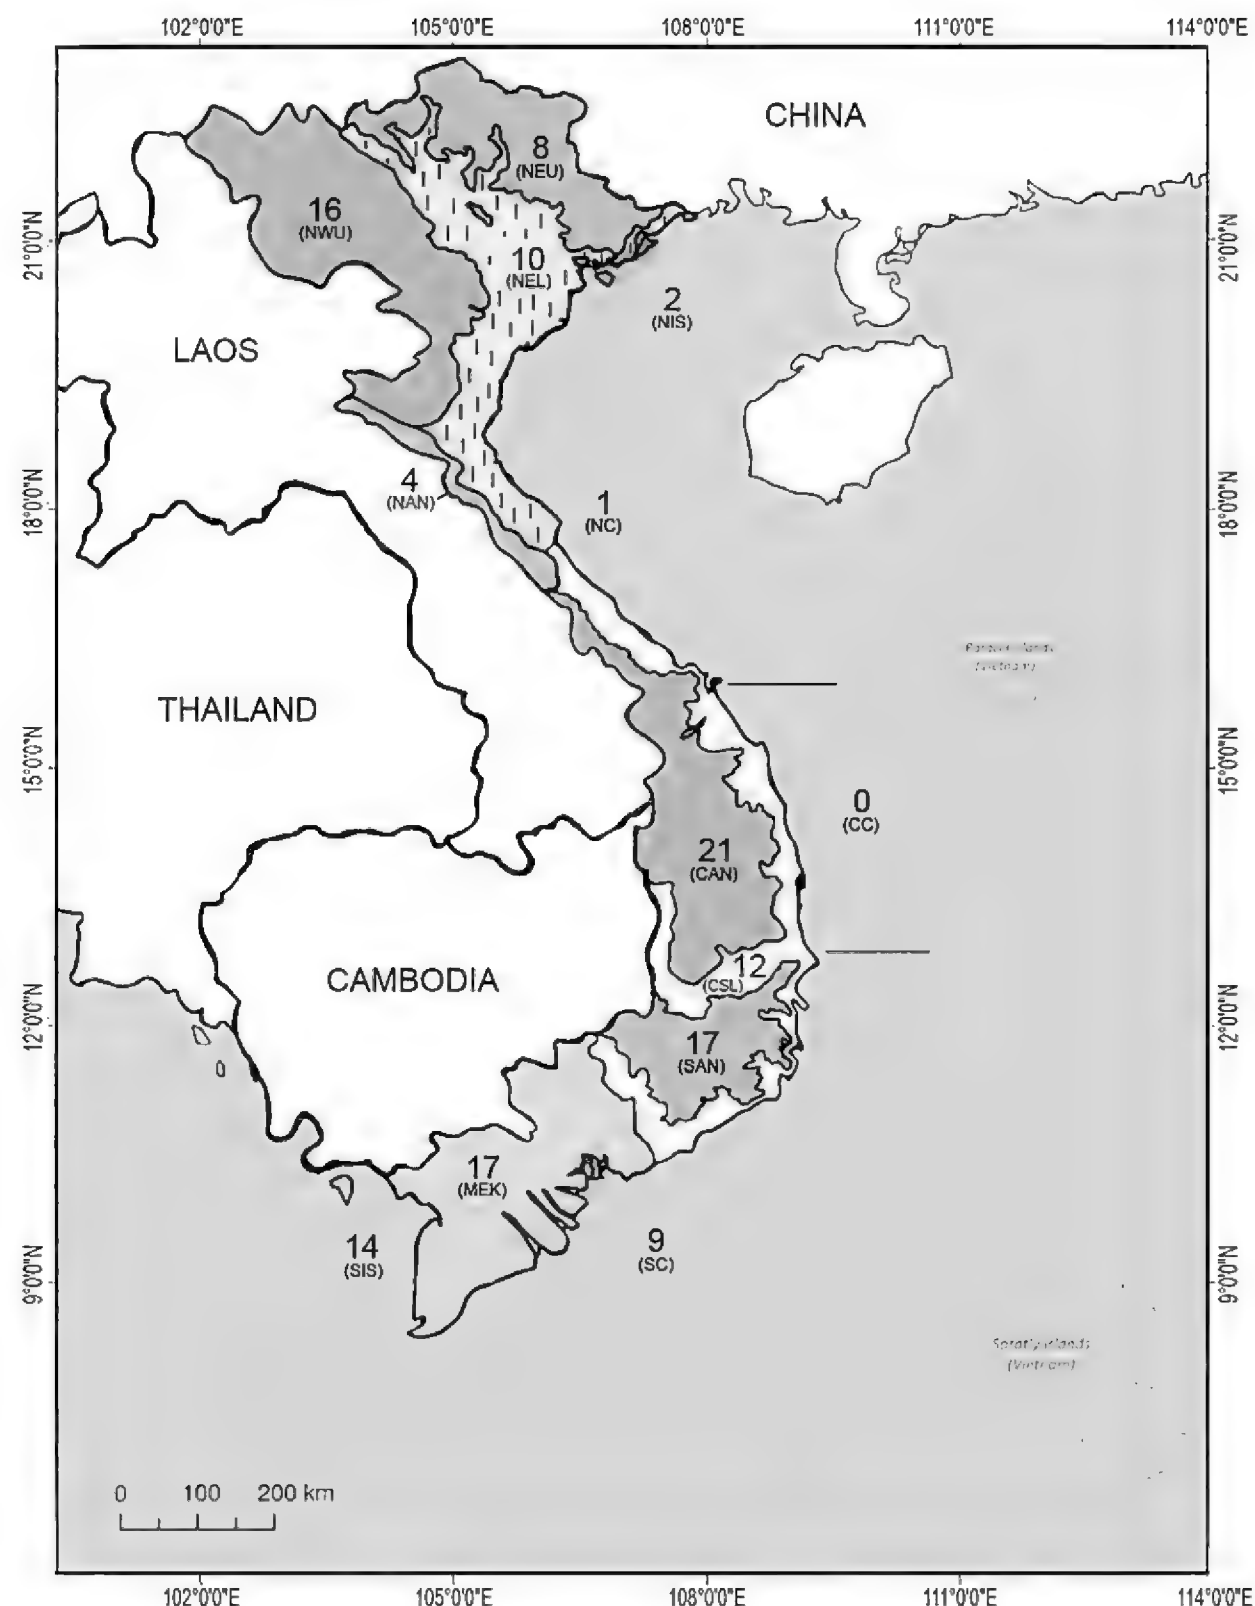 102°0'0"E 105°0'0"E 108°0'0"E 111°0'0"E 114°0'0"E
CHINA
8
(NEU)
16
(NWU)
21°0'0"N
21°0'0"N
10
(NEL)
2
(NIS)
LAOS
4
(NAN)
1
(NC)
18°0'0"N
18°0'0"N
(Vietnam)
THAILAND
15°0'0"N
15°0'0"N
0
(CC)
21
(CAN)
12
(CSL)
CAMBODIA
12°0'0"N
12°0'0"N
17
(SAN)
17
(MEK)
14
(SIS)
9
(SC)
9°0'0"N
9°0'0"N
Spratly islands
(Vietnam)
0 100 200 km
102°0'0"E 105°0'0"E 108°0'0"E 111°0'0"E 114°0'0"E